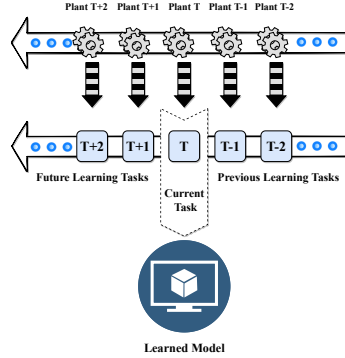 Plant T+2 Plant T+1 Plant T Plant T-1 Plant T-2
T+2 T+1 T T-1 T-2
Future Learning Tasks Previous Learning Tasks
Current
Task
Learned Model